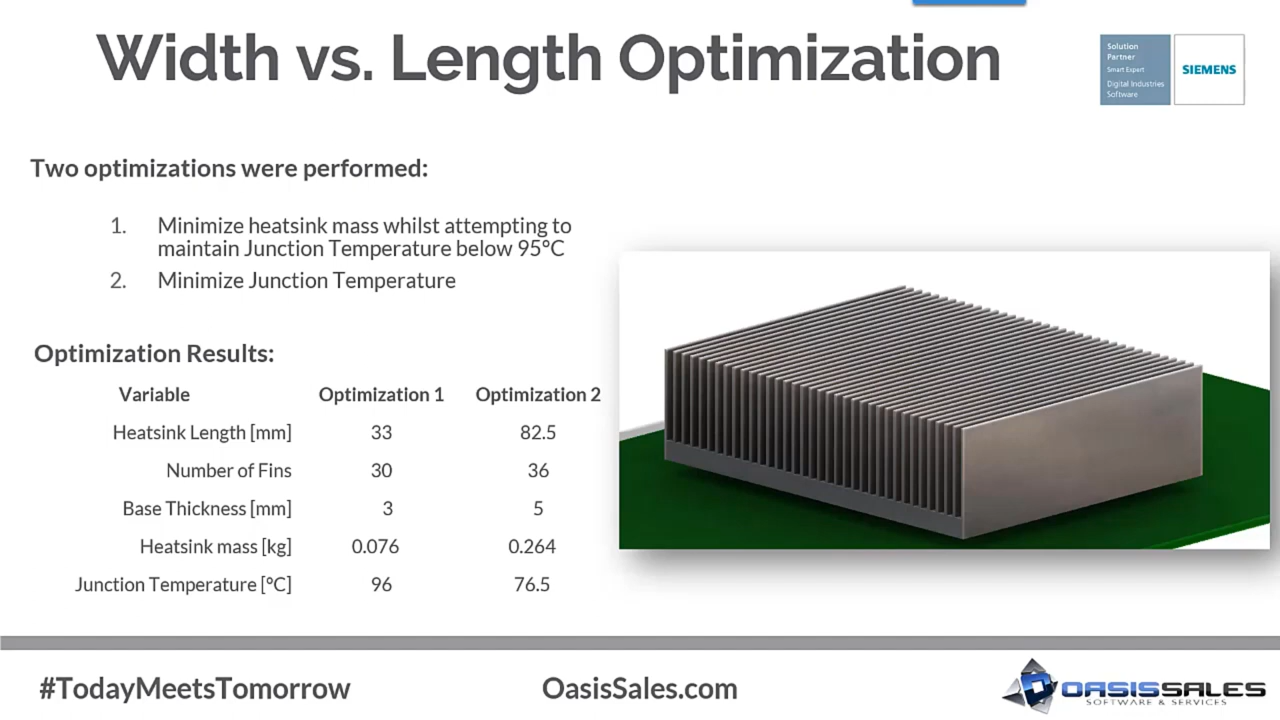 Width vs. Length Optimization
Solution
Partner
Smart Expert
Digital Industries
Software
SIEMENS
Two optimizations were performed:
1. Minimize heatsink mass whilst attempting to
maintain Junction Temperature below 95°C
2. Minimize Junction Temperature
Optimization Results:
Variable Optimization 1 Optimization 2
Heatsink Length [mm] 33 82.5
Number of Fins 30 36
Base Thickness [mm] 3 5
Heatsink mass [kg] 0.076 0.264
Junction Temperature [°C] 96 76.5
#TodayMeetsTomorrow
OasisSales.com
OASISSALES
SOFTWARE & SERVICES